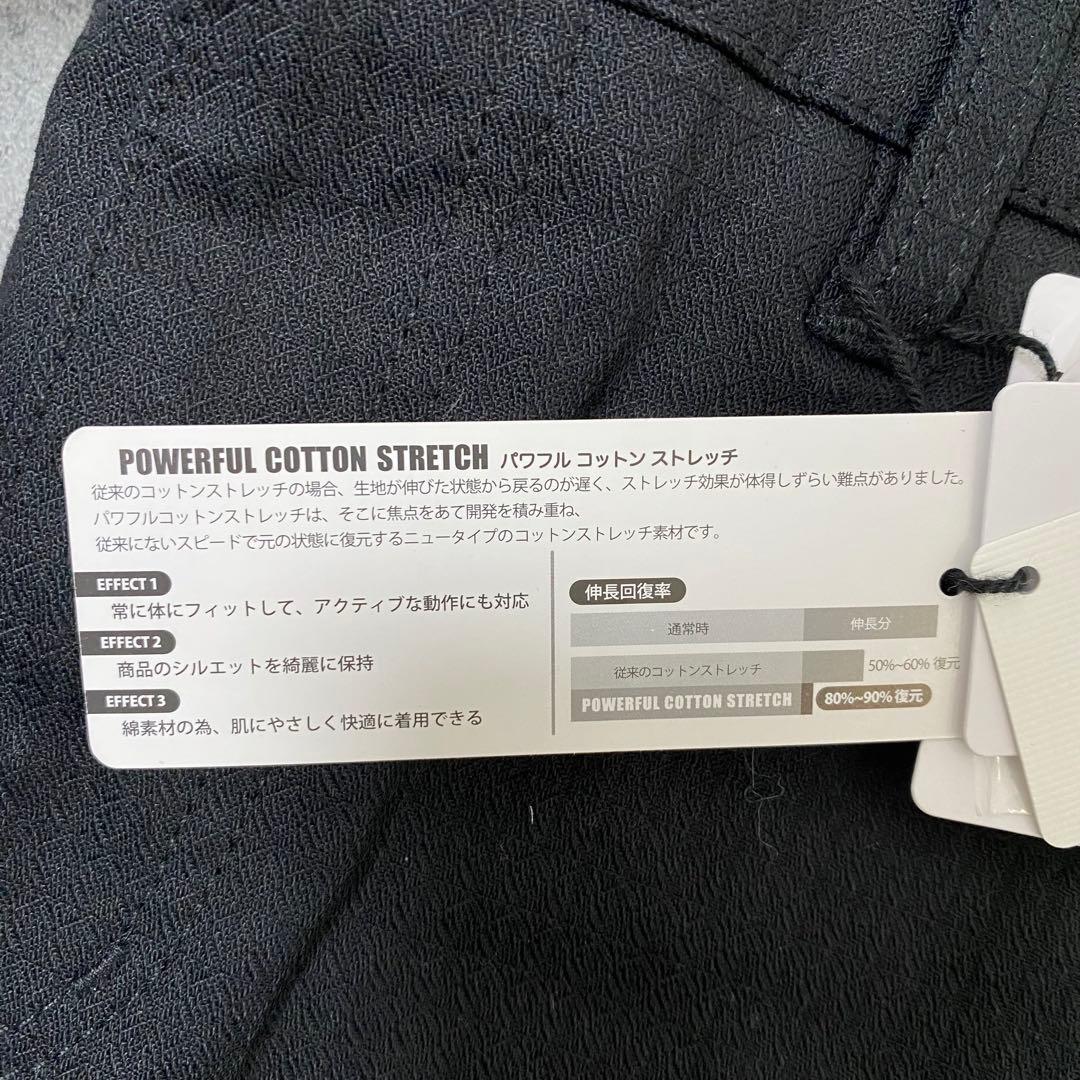 POWERFUL COTTON STRETCH パワフル コットン ストレッチ
従来のコットンストレッチの場合、生地が伸びた状態から戻るのが遅く、ストレッチ効果が体得しずらい難点がありました。
パワフルコットンストレッチは、そこに焦点をあて開発を積み重ね、
従来にないスピードで元の状態に復元するニュータイプのコットンストレッチ素材です。
EFFECT 1
常に体にフィットして、アクティブな動作にも対応
EFFECT 2
商品のシルエットを綺麗に保持
EFFECT 3
綿素材の為、肌にやさしく快適に着用できる
伸長回復率
通常時 伸長分
従来のコットンストレッチ 50%~60% 復元
POWERFUL COTTON STRETCH 80%~90% 復元